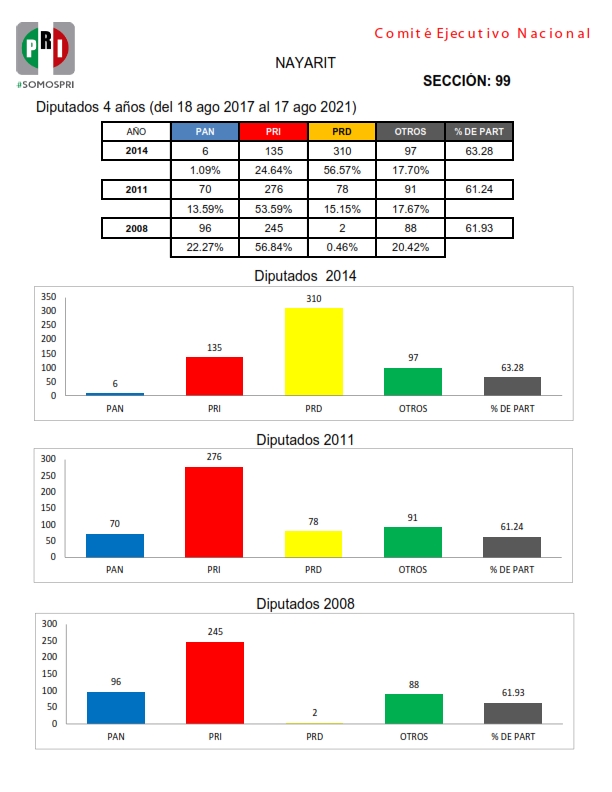 Comité Ejecutivo Nacional
PRI
#SOMOSPRI
NAYARIT
SECCIÓN: 99
Diputados 4 años (del 18 ago 2017 al 17 ago 2021)
AÑO PAN PRI PRD OTROS % DE PART
2014 6 135 310 97 63.28
1.09% 24.64% 56.57% 17.70%
2011 70 276 78 91 61.24
13.59% 53.59% 15.15% 17.67%
2008 96 245 2 88 61.93
22.27% 56.84% 0.46% 20.42%
Diputados 2014
350
300
250
200
150
100
50
0
6 135 310 97 63.28
PAN PRI PRD OTROS % DE PART
Diputados 2011
300
250
200
150
100
50
0
70 276 78 91 61.24
PAN PRI PRD OTROS % DE PART
Diputados 2008
300
250
200
150
100
50
0
96 245 2 88 61.93
PAN PRI PRD OTROS % DE PART